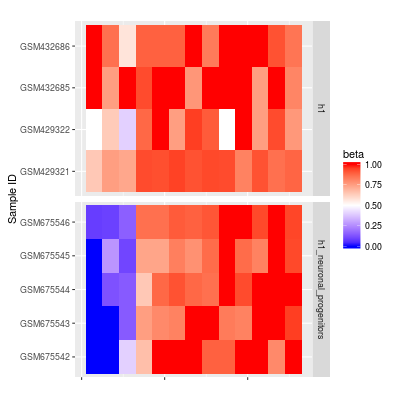 GSM432686
GSM432685
GSM429322
GSM429321
h1
GSM675546
GSM675545
GSM675544
GSM675543
GSM675542
h1_neuronal_progenitors
Sample ID
beta
1.00
0.75
0.50
0.25
0.00